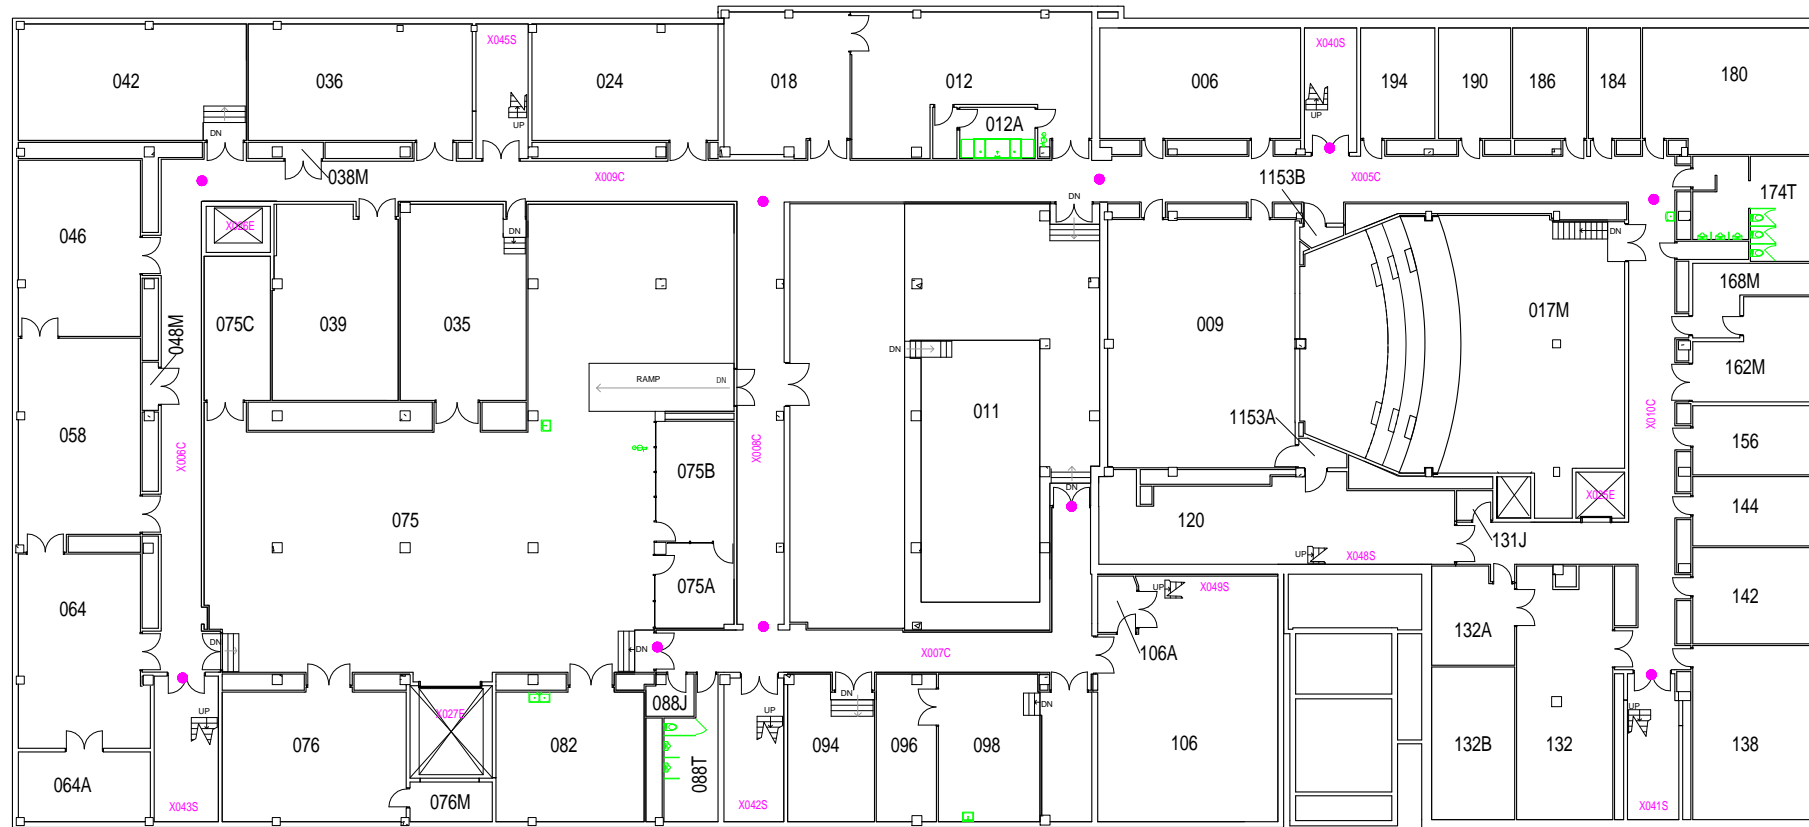 X045S
X040S
042
036
024
018
012
006
194
190
186
184
180
UP
UP
012A
DN
038M
X009C
1153B
X005C
174T
DN
X026E
DN
DN
046
168M
075C
039
035
009
017M
048M
DN
162M
RAMP
DN
011
1153A
X010C
058
X006C
075B
X008C
156
DN
X025E
075
120
144
131J
UP
X048S
075A
UP
X049S
064
142
132A
DN
DN
X007C
106A
088J
DN
DN
UP
X027E
UP
UP
076
082
094
096
098
106
132B
132
138
088T
064A
X043S
076M
X042S
X041S